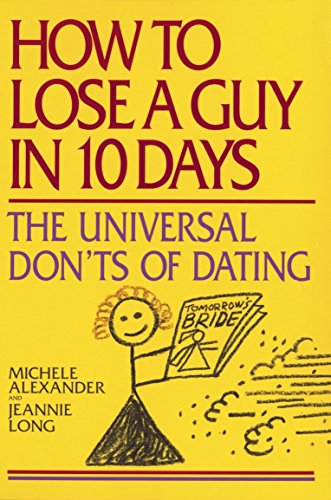 HOW TO
LOSE A GUY
IN 10 DAYS
THE UNIVERSAL
DON'TS OF DATING
TOMORROW'S
BRIDE
MICHELE
ALEXANDER
AND
JEANNIE
LONG